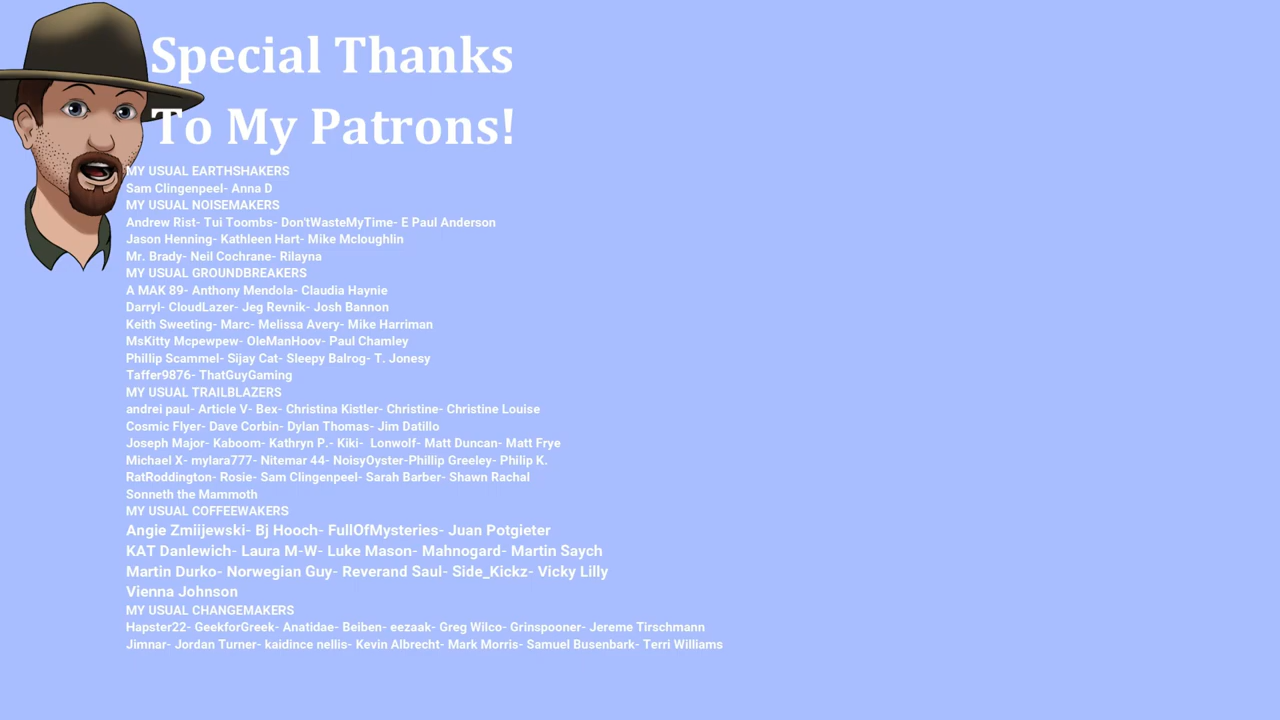 Special Thanks
To My Patrons!
MY USUAL EARTHSHAKERS
Sam Clingenpeel- Anna D
MY USUAL NOISEMAKERS
Andrew Rist- Tui Toombs- Don'tWasteMyTime- E Paul Anderson
Jason Henning- Kathleen Hart- Mike Mcloughlin
Mr. Brady- Neil Cochrane- Rilayna
MY USUAL GROUNDBREAKERS
A MAK 89- Anthony Mendola- Claudia Haynie
Darryl- CloudLazer- Jeg Revnik- Josh Bannon
Keith Sweeting- Marc- Melissa Avery- Mike Harriman
MsKitty Mcpewpew- OleManHoov- Paul Chamley
Phillip Scammel- Sijay Cat- Sleepy Balrog- T. Jonesy
Taffer9876- ThatGuyGaming
MY USUAL TRAILBLAZERS
andrei paul- Article V- Bex- Christina Kistler- Christine- Christine Louise
Cosmic Flyer- Dave Corbin- Dylan Thomas- Jim Datillo
Joseph Major- Kaboom- Kathryn P.- Kiki-  Lonwolf- Matt Duncan- Matt Frye
Michael X- mylara777- Nitemar 44- NoisyOyster-Phillip Greeley- Philip K.
RatRoddington- Rosie- Sam Clingenpeel- Sarah Barber- Shawn Rachal
Sonneth the Mammoth
MY USUAL COFFEEWAKERS
Angie Zmiijewski- Bj Hooch- FullOfMysteries- Juan Potgieter
KAT Danlewich- Laura M-W- Luke Mason- Mahnogard- Martin Saych
Martin Durko- Norwegian Guy- Reverand Saul- Side_Kickz- Vicky Lilly
Vienna Johnson
MY USUAL CHANGEMAKERS
Hapster22- GeekforGreek- Anatidae- Beiben- eezaak- Greg Wilco- Grinspooner- Jereme Tirschmann
Jimnar- Jordan Turner- kaidince nellis- Kevin Albrecht- Mark Morris- Samuel Busenbark- Terri Williams